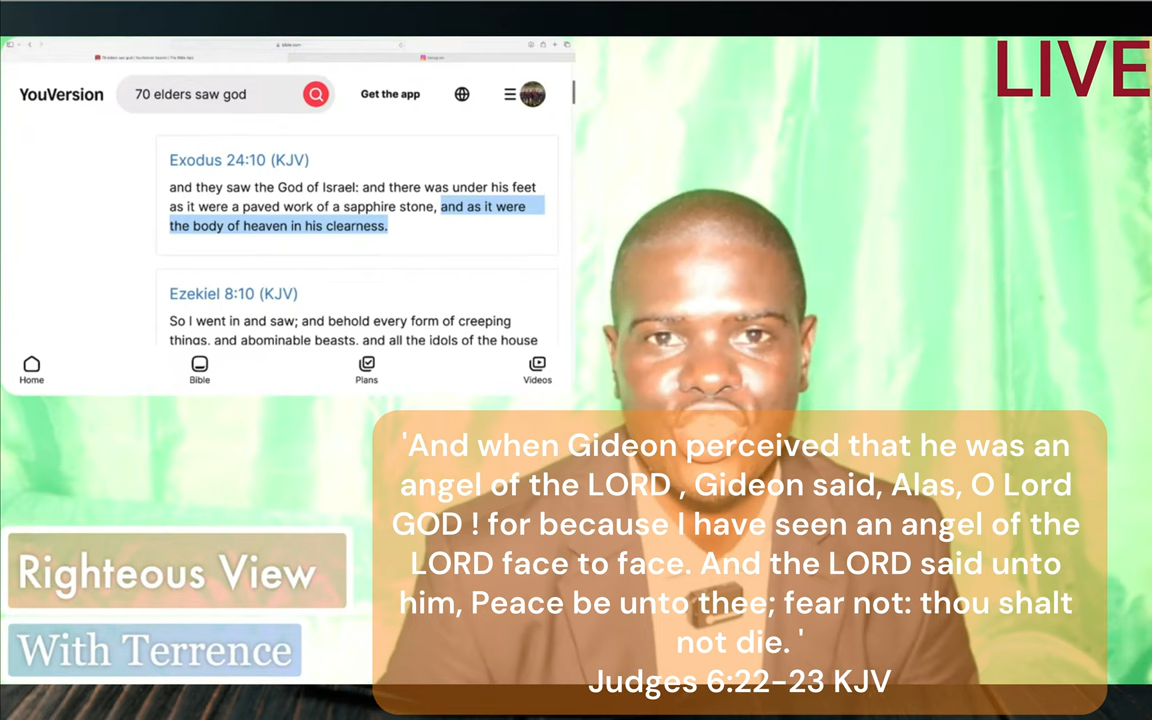 LIVE
bible.com
YouVersion
70 elders saw god
Get the app
Exodus 24:10 (KJV)
and they saw the God of Israel: and there was under his feet
as it were a paved work of a sapphire stone, and as it were
the body of heaven in his clearness.
Ezekiel 8:10 (KJV)
So I went in and saw; and behold every form of creeping
things, and abominable beasts, and all the idols of the house
Home
Bible
Plans
Videos
'And when Gideon perceived that he was an
angel of the LORD , Gideon said, Alas, O Lord
GOD ! for because I have seen an angel of the
LORD face to face. And the LORD said unto
him, Peace be unto thee; fear not: thou shalt
not die. '
Judges 6:22-23 KJV
Righteous View
With Terrence